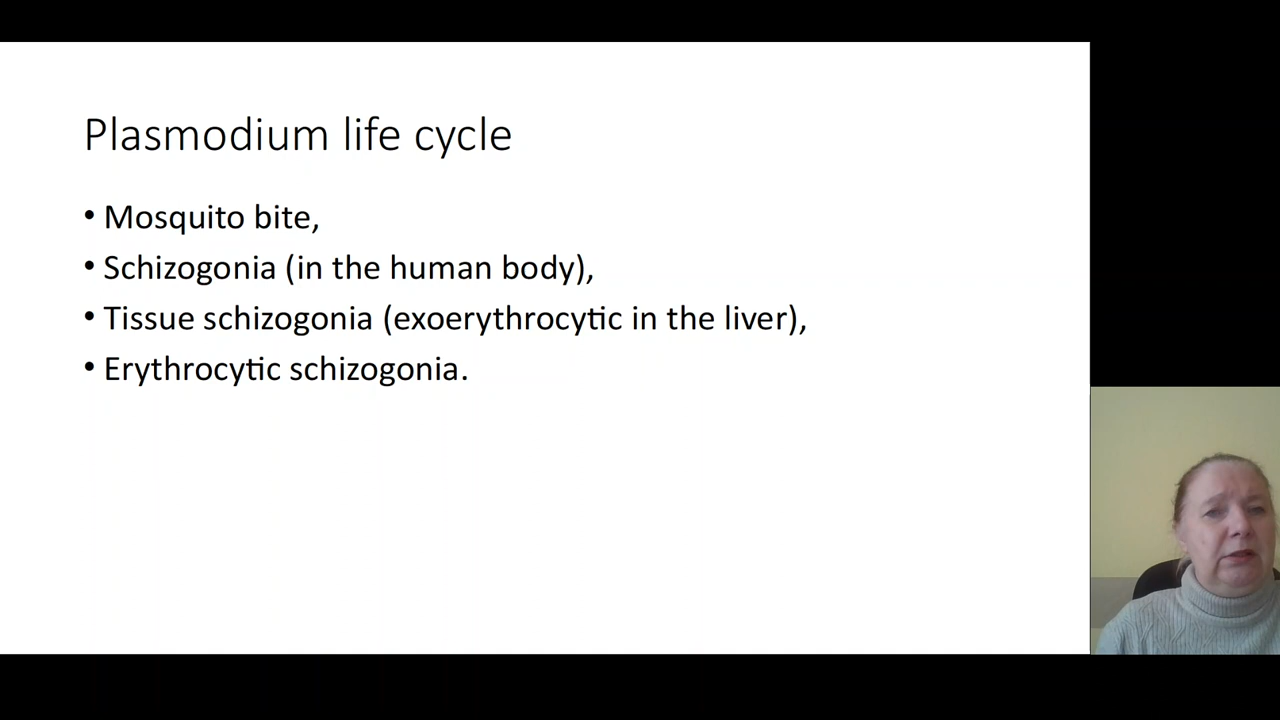 Plasmodium life cycle
• Mosquito bite,
• Schizogonia (in the human body),
• Tissue schizogonia (exoerythrocytic in the liver),
• Erythrocytic schizogonia.